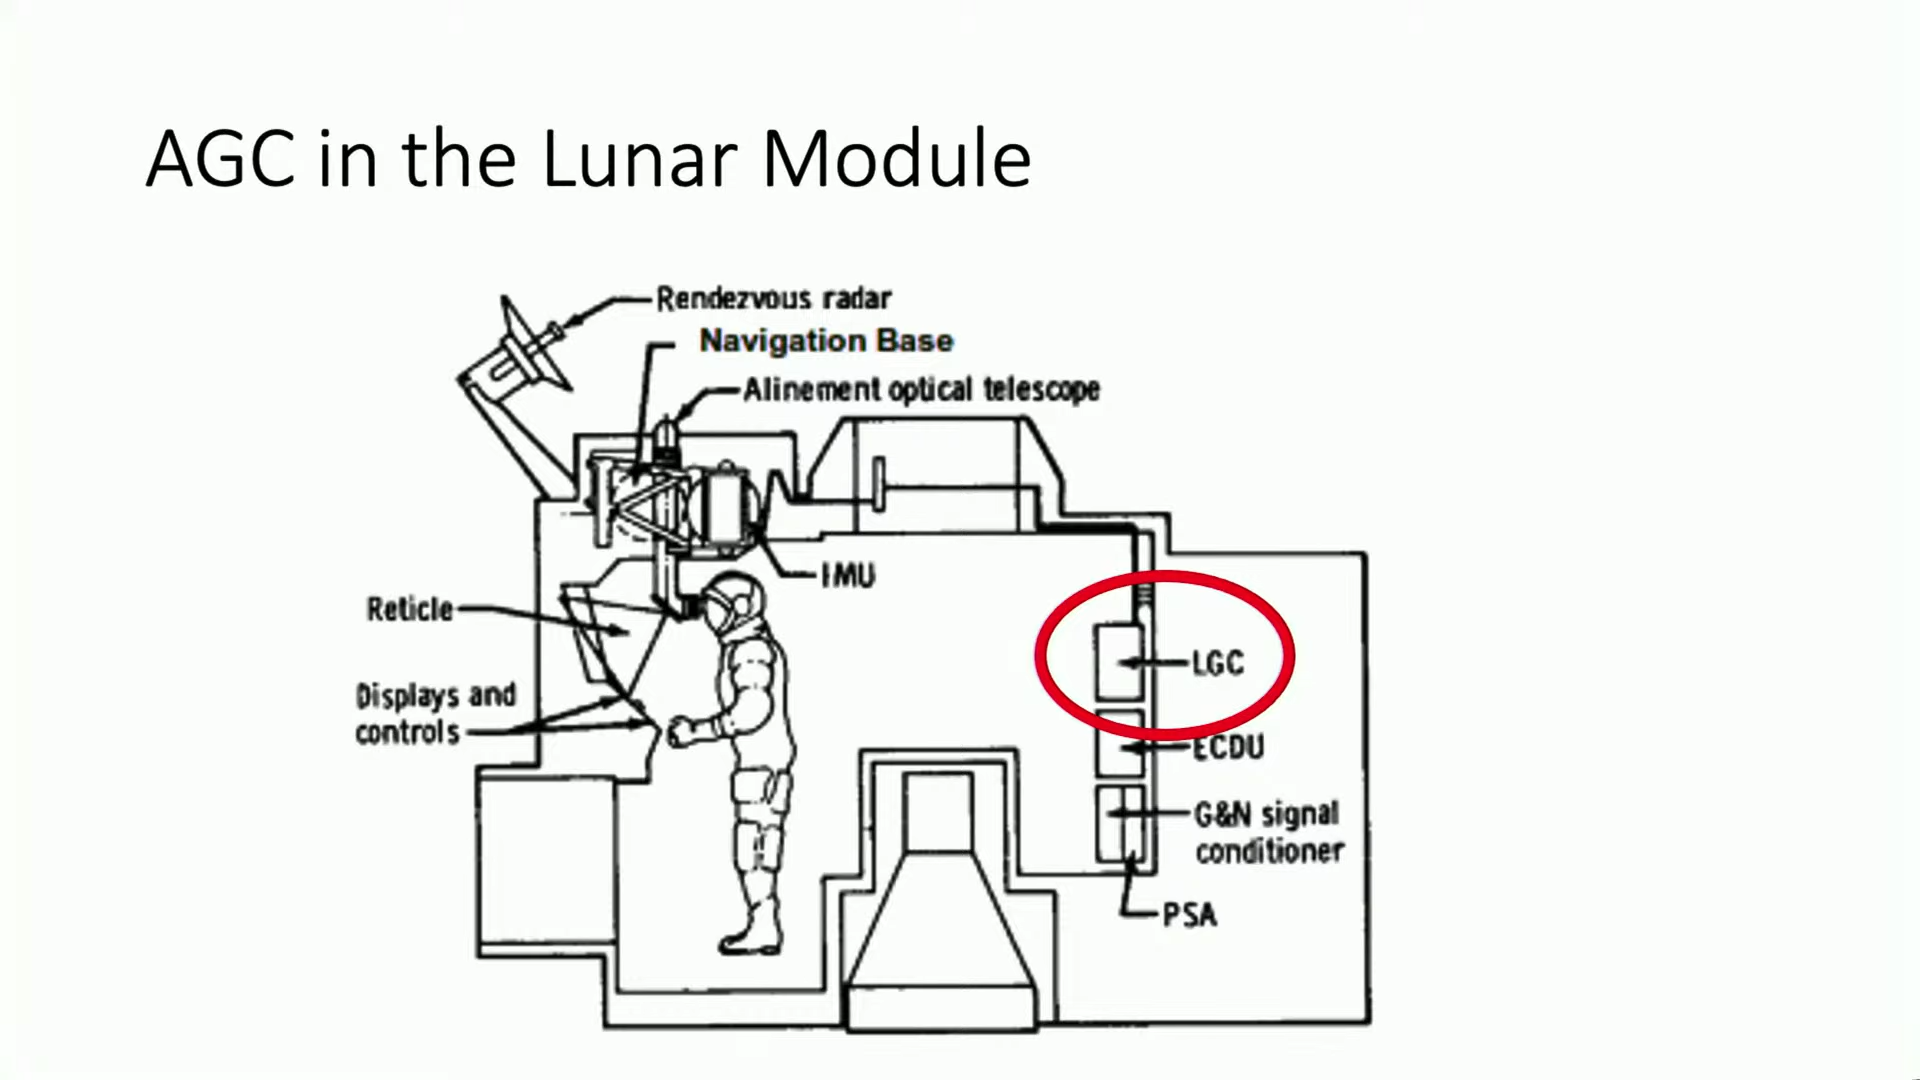 AGC in the Lunar Module
Rendezvous radar
Navigation Base
Alinement optical telescope
IMU
Reticle
LGC
Displays and
controls
ECDU
G&N signal
conditioner
PSA